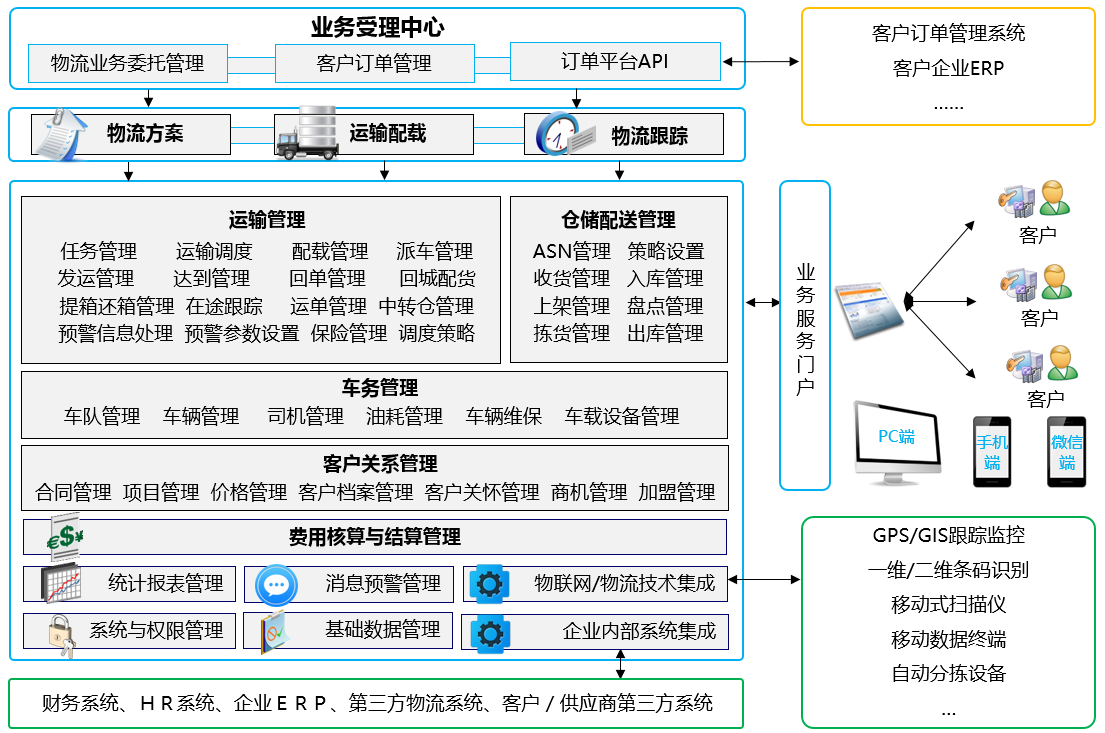 业务受理中心
物流业务委托管理
客户订单管理
订单平台API
客户订单管理系统
客户企业ERP
......
物流方案
运输配载
物流跟踪
运输管理
任务管理 运输调度 配载管理 派车管理
发运管理 达到管理 回单管理 回城配货
提箱还箱管理 在途跟踪 运单管理 中转仓管理
预警信息处理 预警参数设置 保险管理 调度策略
仓储配送管理
ASN管理 策略设置
收货管理 入库管理
上架管理 盘点管理
拣货管理 出库管理
车务管理
车队管理 车辆管理 司机管理 油耗管理 车辆维保 车载设备管理
客户关系管理
合同管理 项目管理 价格管理 客户档案管理 客户关怀管理 商机管理 加盟管理
费用核算与结算管理
统计报表管理
消息预警管理
物联网/物流技术集成
系统与权限管理
基础数据管理
企业内部系统集成
财务系统、ＨＲ系统、企业ＥＲＰ、第三方物流系统、客户／供应商第三方系统
业
务
服
务
门
户
客户
客户
客户
PC端
手机
端
微信
端
GPS/GIS跟踪监控
一维/二维条码识别
移动式扫描仪
移动数据终端
自动分拣设备
...